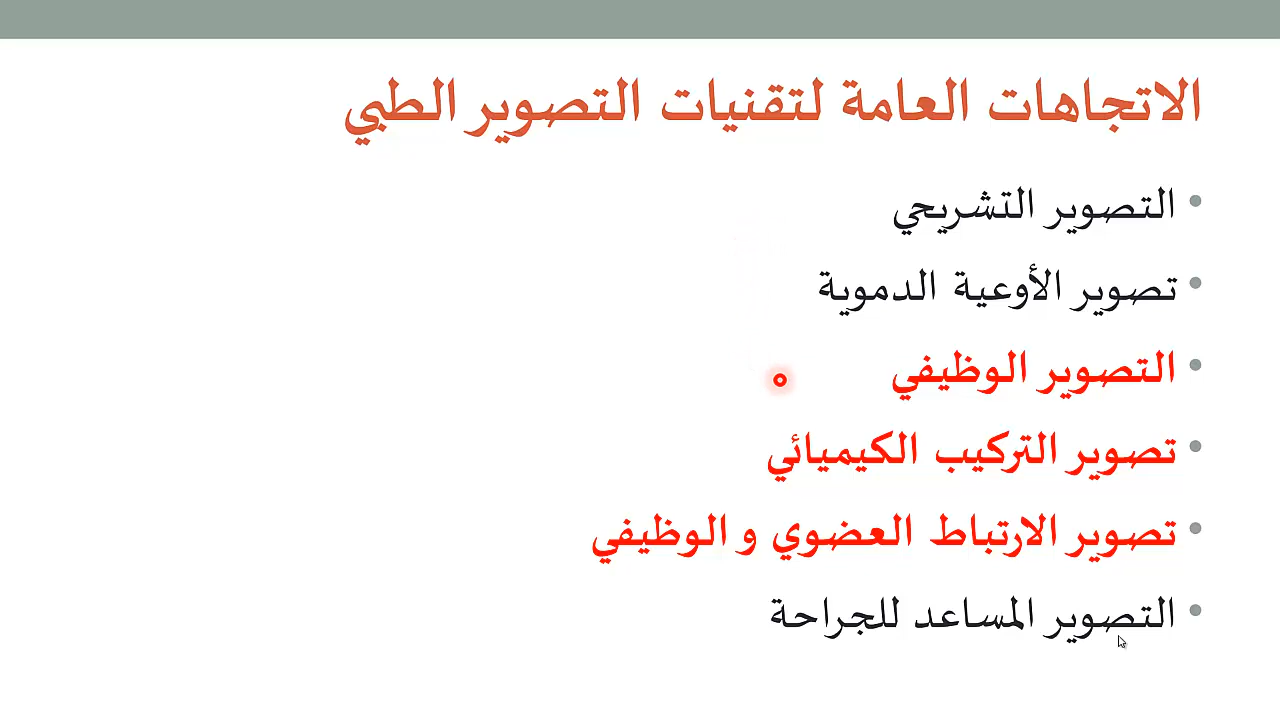 الاتجاهات العامة لتقنيات التصوير الطبي
• التصوير التشريحي
• تصوير الأوعية الدموية
• التصوير الوظيفي
• تصوير التركيب الكيميائي
• تصوير الارتباط العضوي و الوظيفي
• التصوير المساعد للجراحة